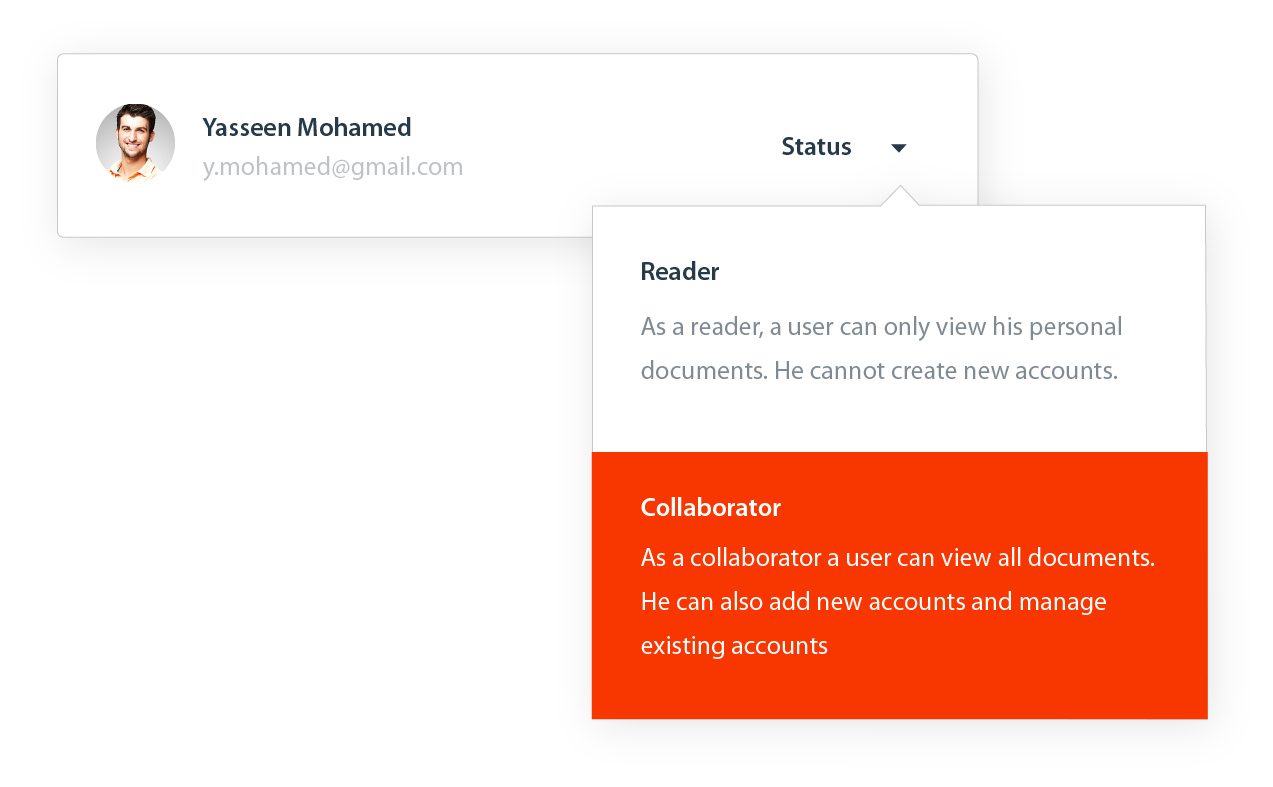 Yasseen Mohamed
y.mohamed@gmail.com
Status
Reader
As a reader, a user can only view his personal
documents. He cannot create new accounts.
Collaborator
As a collaborator a user can view all documents.
He can also add new accounts and manage
existing accounts